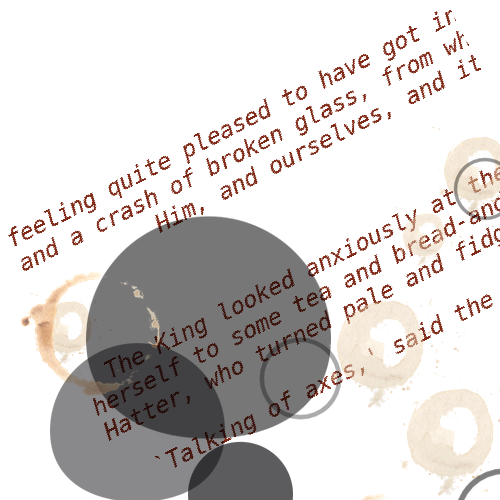 feeling quite pleased to have got in
and a crash of broken glass, from
Him, and ourselves, and it
The King looked anxiously at the
herself to some tea and bread-and
Hatter, who turned pale and
`Talking of axes,' said the